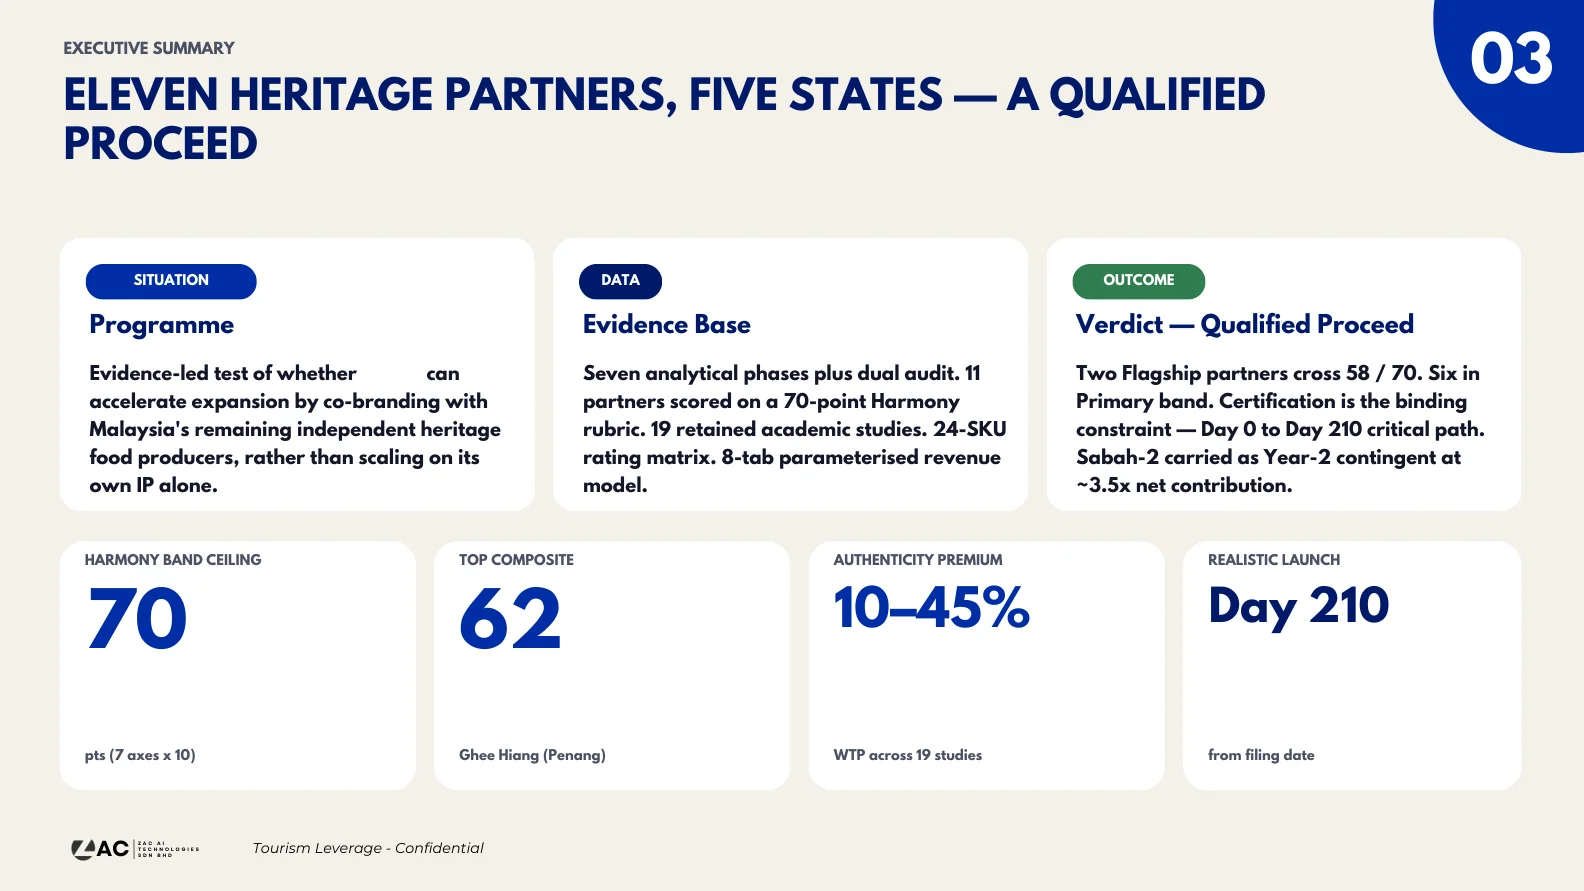 EXECUTIVE SUMMARY
03
ELEVEN HERITAGE PARTNERS, FIVE STATES — A QUALIFIED
PROCEED
SITUATION
Programme
Evidence-led test of whether can
accelerate expansion by co-branding with
Malaysia's remaining independent heritage
food producers, rather than scaling on its
own IP alone.
DATA
Evidence Base
Seven analytical phases plus dual audit. 11
partners scored on a 70-point Harmony
rubric. 19 retained academic studies. 24-SKU
rating matrix. 8-tab parameterised revenue
model.
OUTCOME
Verdict — Qualified Proceed
Two Flagship partners cross 58 / 70. Six in
Primary band. Certification is the binding
constraint — Day 0 to Day 210 critical path.
Sabah-2 carried as Year-2 contingent at
~3.5x net contribution.
HARMONY BAND CEILING
70
pts (7 axes x 10)
TOP COMPOSITE
62
Ghee Hiang (Penang)
AUTHENTICITY PREMIUM
10–45%
WTP across 19 studies
REALISTIC LAUNCH
Day 210
from filing date
ZAC
ZAC AI
TECHNOLOGIES
SDN BHD
Tourism Leverage - Confidential